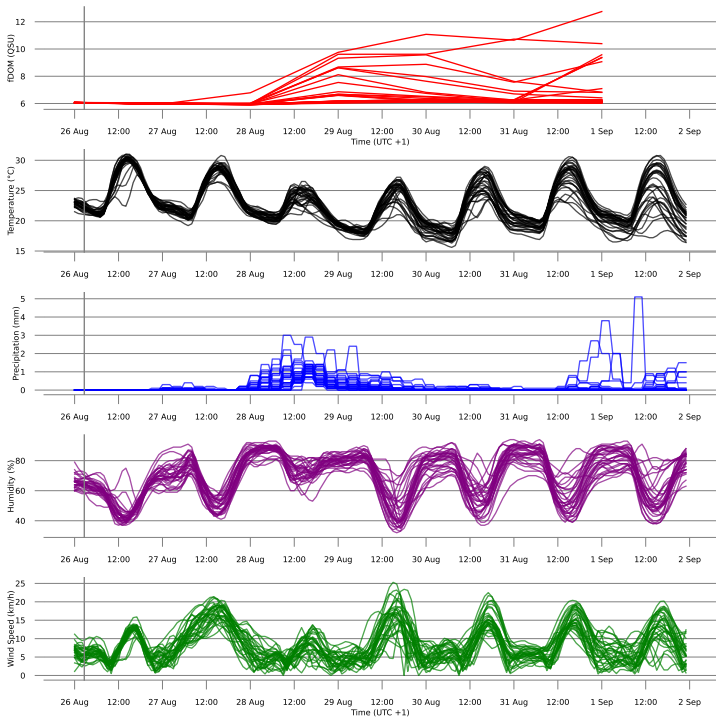 12
10
8
6
fDOM (QSU)
26 Aug 12:00 27 Aug 12:00 28 Aug 12:00 29 Aug 12:00 30 Aug 12:00 31 Aug 12:00 1 Sep 12:00 2 Sep
Time (UTC +1)
30
25
20
15
Temperature (°C)
26 Aug 12:00 27 Aug 12:00 28 Aug 12:00 29 Aug 12:00 30 Aug 12:00 31 Aug 12:00 1 Sep 12:00 2 Sep
5
4
3
2
1
0
Precipitation (mm)
26 Aug 12:00 27 Aug 12:00 28 Aug 12:00 29 Aug 12:00 30 Aug 12:00 31 Aug 12:00 1 Sep 12:00 2 Sep
80
60
40
Humidity (%)
26 Aug 12:00 27 Aug 12:00 28 Aug 12:00 29 Aug 12:00 30 Aug 12:00 31 Aug 12:00 1 Sep 12:00 2 Sep
25
20
15
10
5
0
Wind Speed (km/h)
26 Aug 12:00 27 Aug 12:00 28 Aug 12:00 29 Aug 12:00 30 Aug 12:00 31 Aug 12:00 1 Sep 12:00 2 Sep
Time (UTC +1)